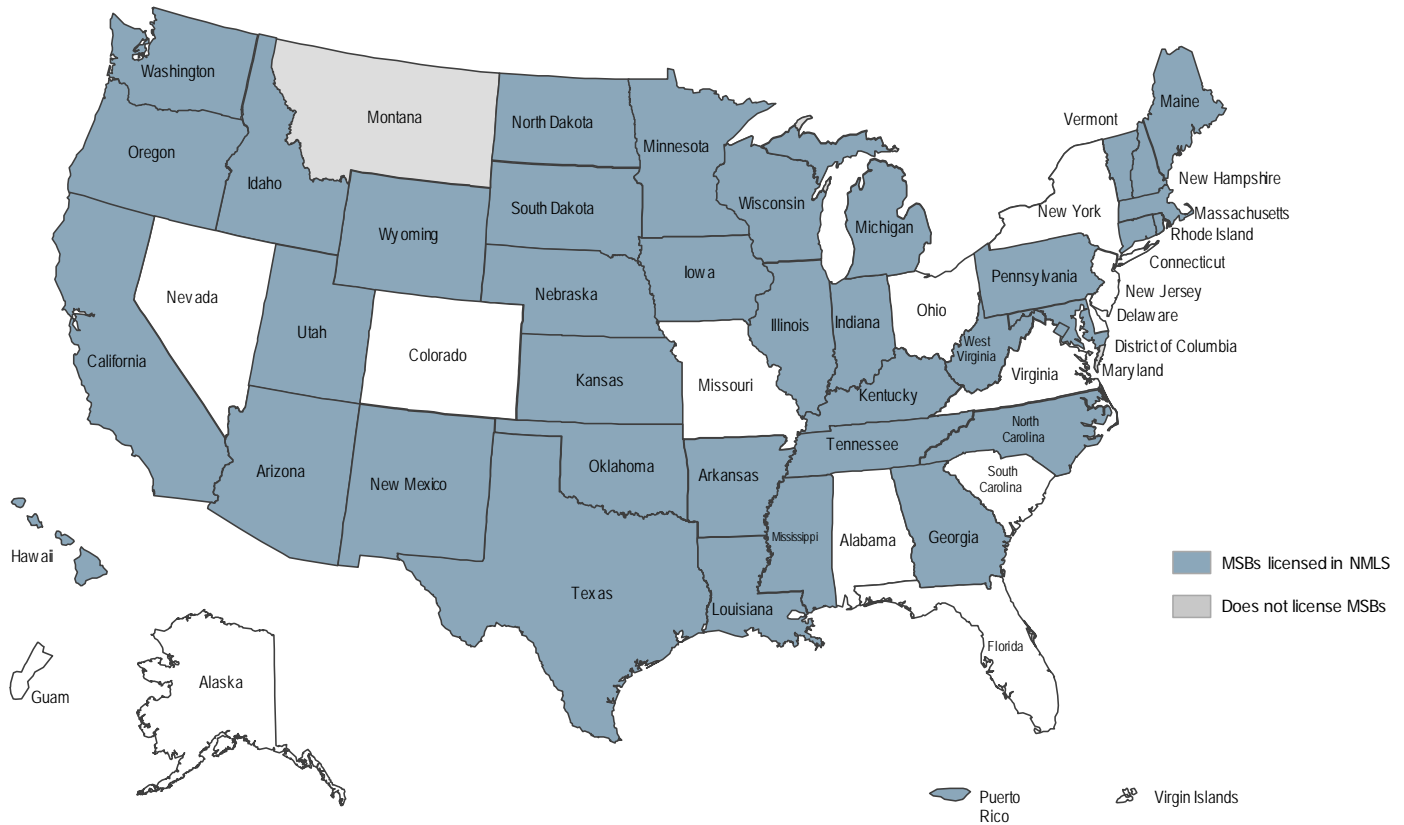 Washington
Montana
North Dakota
Minnesota
Maine
Vermont
Oregon
Idaho
South Dakota
Wisconsin
Michigan
New York
New Hampshire
Massachusetts
Rhode Island
Connecticut
Wyoming
Iowa
Pennsylvania
New Jersey
Delaware
District of Columbia
Maryland
Nevada
Nebraska
Illinois
Indiana
Ohio
Utah
Colorado
California
Kansas
Missouri
West
Virginia
Virginia
Kentucky
North
Carolina
Tennessee
Arizona
New Mexico
Oklahoma
Arkansas
South
Carolina
Mississippi
Alabama
Georgia
Hawaii
Texas
Louisiana
Florida
MSBs licensed in NMLS
Does not license MSBs
Guam
Alaska
Puerto
Rico
Virgin Islands